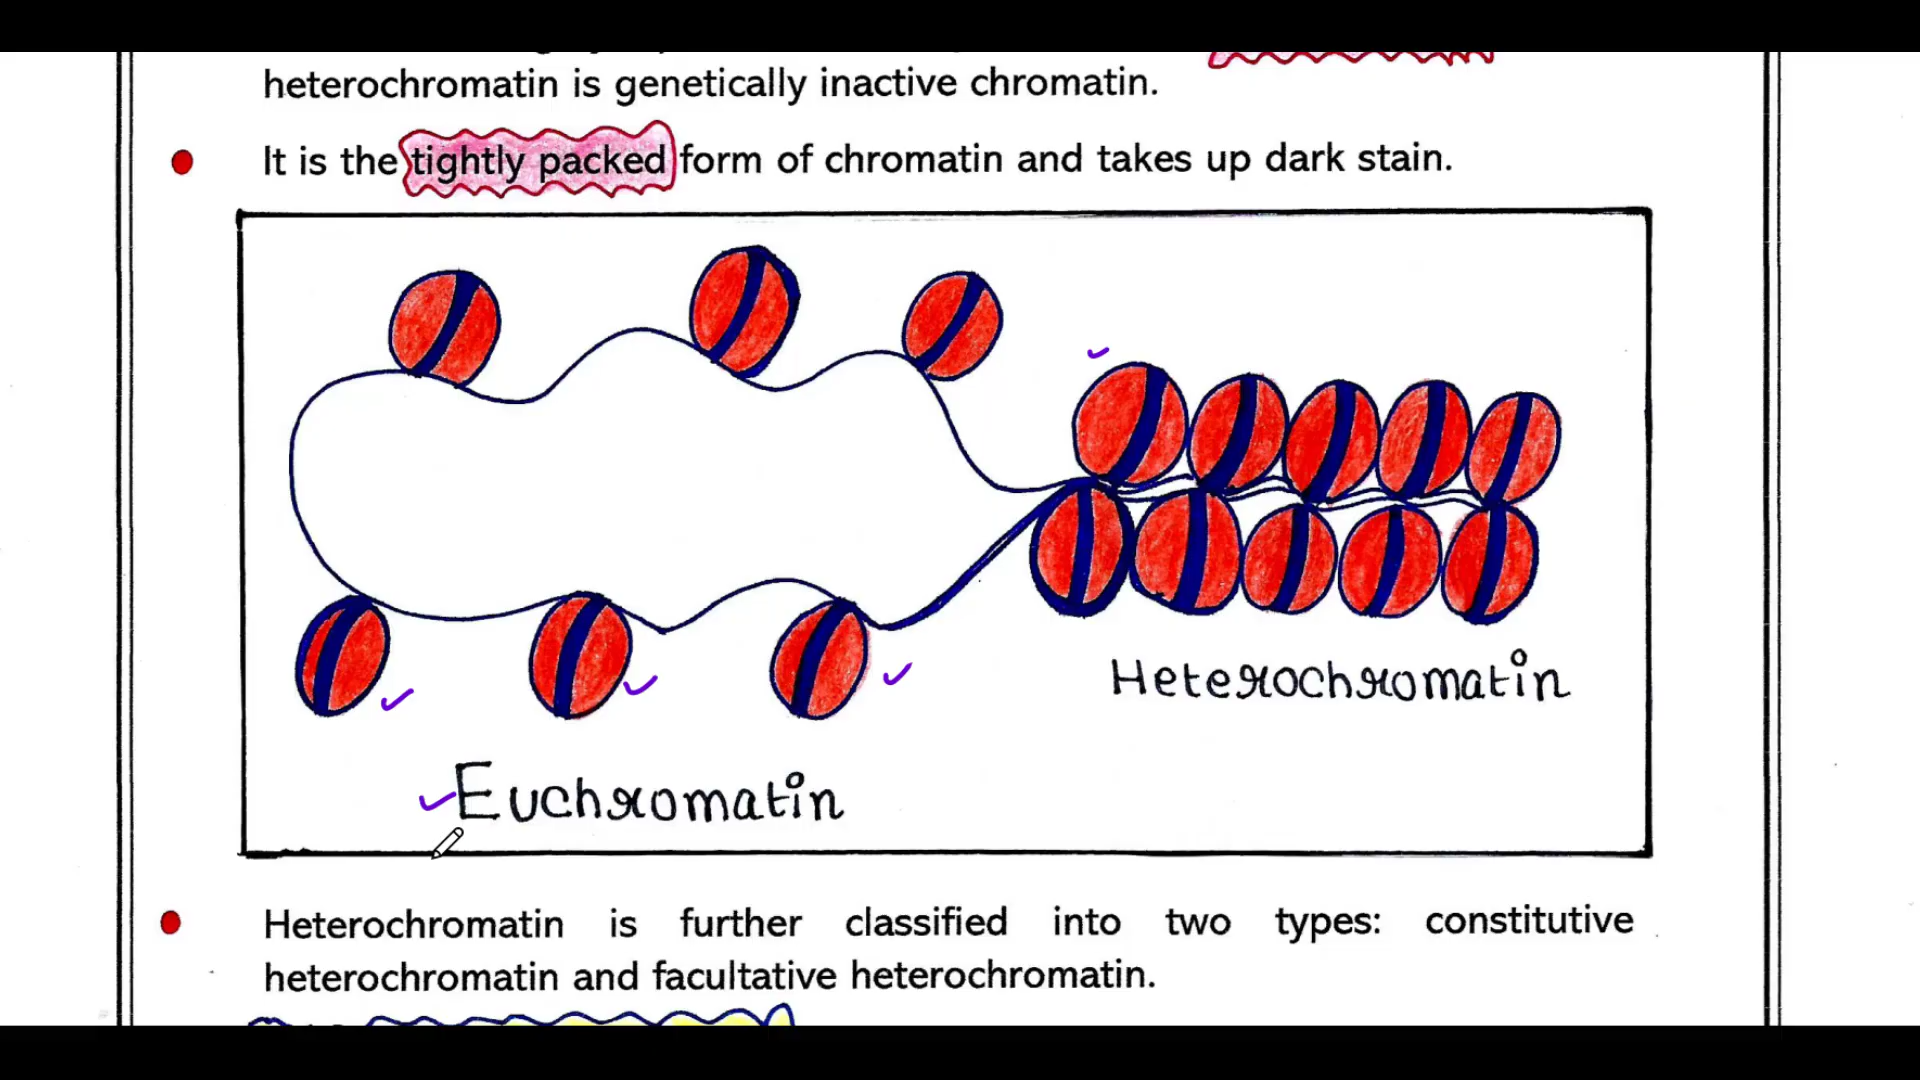 heterochromatin is genetically inactive chromatin.
It is the tightly packed form of chromatin and takes up dark stain.
Heterochromatin
Euchromatin
Heterochromatin is further classified into two types: constitutive
heterochromatin and facultative heterochromatin.